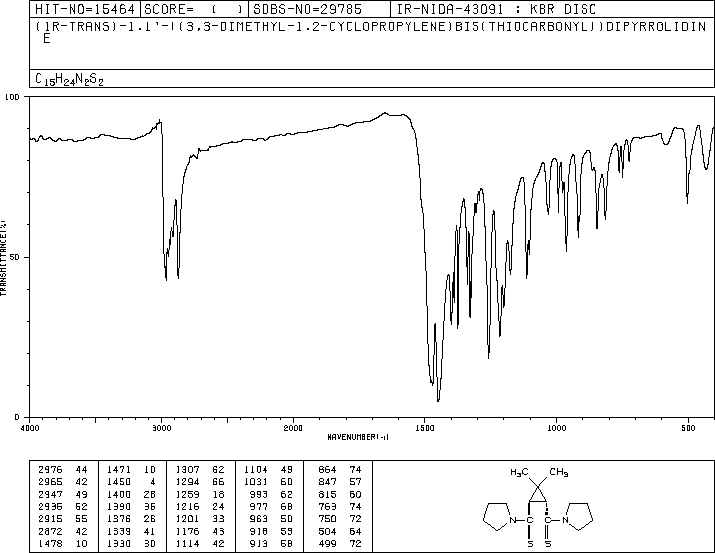 HIT-NO=15464 SCORE= ( ) SDBS-NO=29785 IR-NIDA-43091 : KBR DISC
(1R-TRANS)-1,1'-((3,3-DIMETHYL-1,2-CYCLOPROPYLENE)BIS(THIOCARBONYL))DIPYRROLIDIN
E
C15H24N2S2
100
50
0
TRANSMITTANCE(%)
4000 3000 2000 1500 1000 500
WAVENUMBER(-1)
2976 44 1471 10 1307 62 1104 49 864 74
2965 42 1450 4 1294 66 1031 60 847 57
2947 49 1400 28 1259 18 993 62 815 60
2936 62 1390 36 1216 24 977 68 763 74
2915 55 1376 26 1201 33 963 50 750 72
2872 42 1339 41 1176 43 918 55 504 64
1478 10 1330 30 1114 42 913 68 499 72
H3C CH3
N C C N
S S